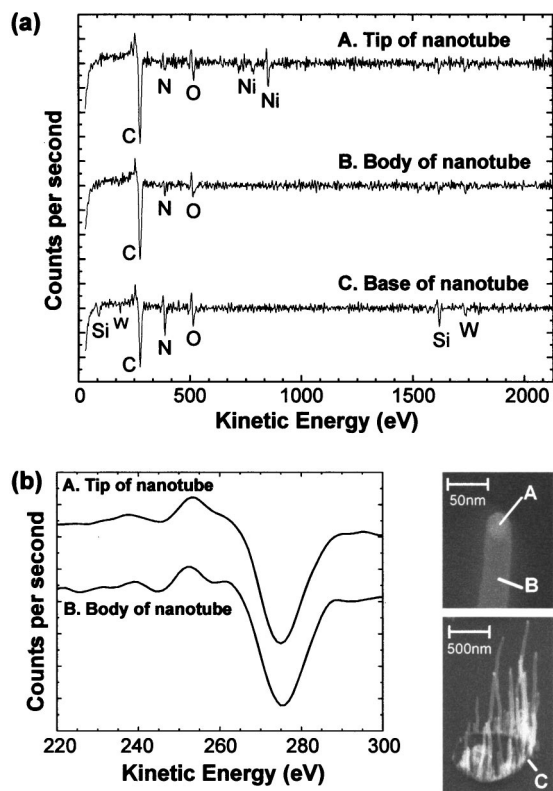 (a)
Counts per second
A. Tip of nanotube
C
N
O
Ni
Ni
B. Body of nanotube
C
N
O
C. Base of nanotube
Si
W
C
N
O
Si
W
0 500 1000 1500 2000
Kinetic Energy (eV)
(b)
Counts per second
A. Tip of nanotube
B. Body of nanotube
220 240 260 280 300
Kinetic Energy (eV)
50nm
A
B
500nm
C